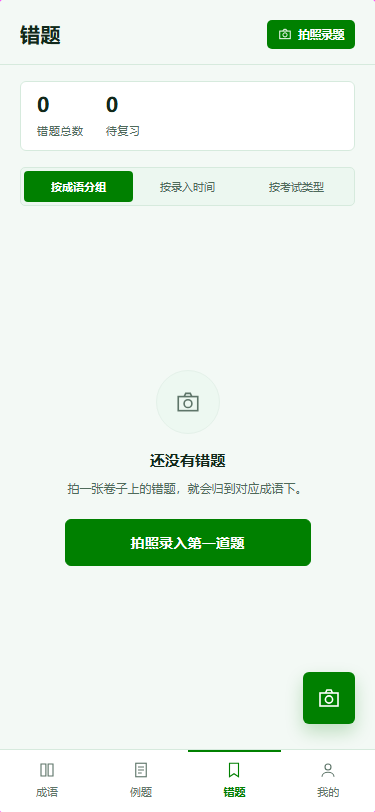 错题
拍照录题
0
0
错题总数
待复习
按成语分组
按录入时间
按考试类型
还没有错题
拍一张卷子上的错题，就会归到对应成语下。
拍照录入第一道题
成语
例题
错题
我的